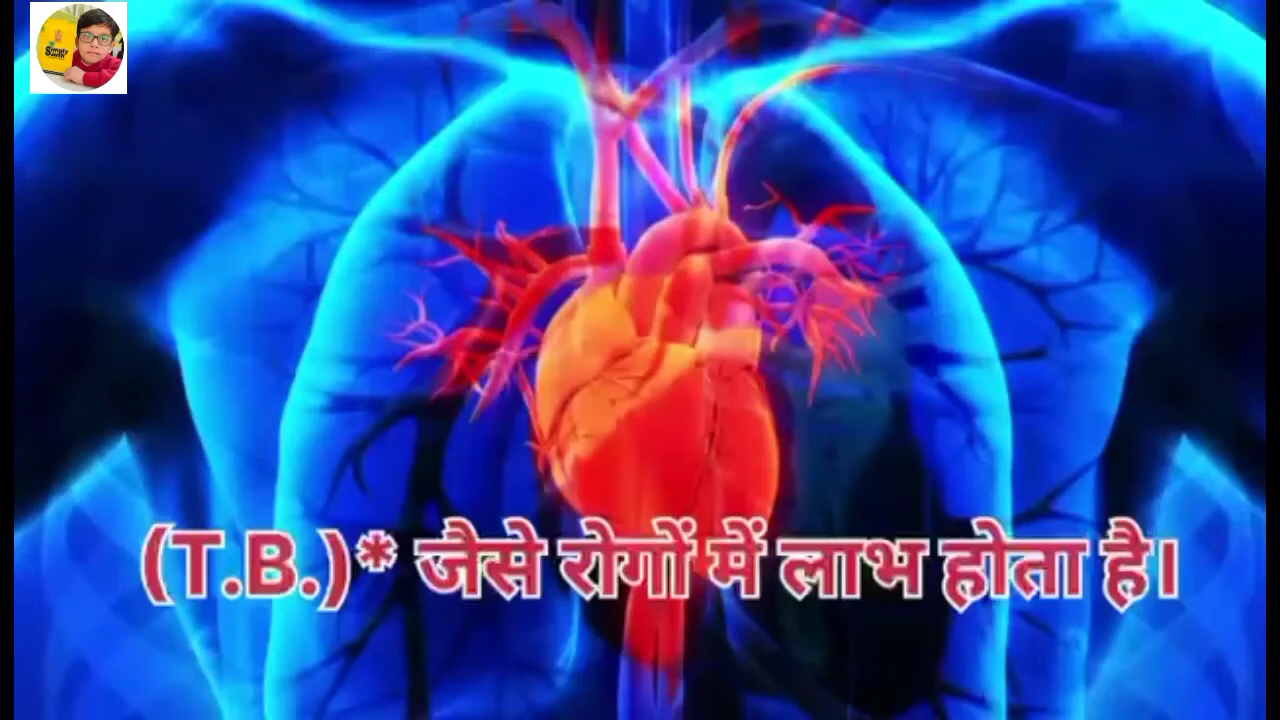 (T.B.)* जैसे रोगों में लाभ होता है।